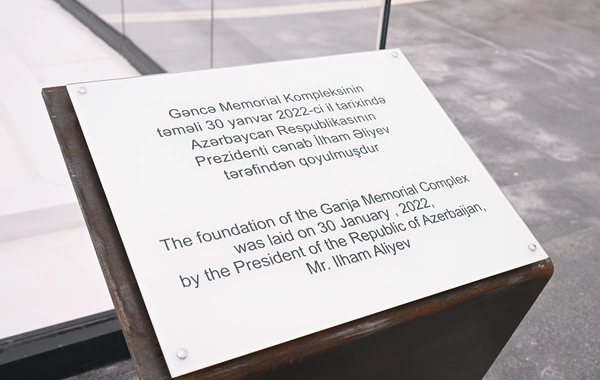 Gəncə Memorial Kompleksinin
təməli 30 yanvar 2022-ci il tarixində
Azərbaycan Respublikasının
Prezidenti cənab İlham Əliyev
tərəfindən qoyulmuşdur
The foundation of the Ganja Memorial Complex
was laid on 30 January , 2022,
by the President of the Republic of Azerbaijan,
Mr. Ilham Aliyev